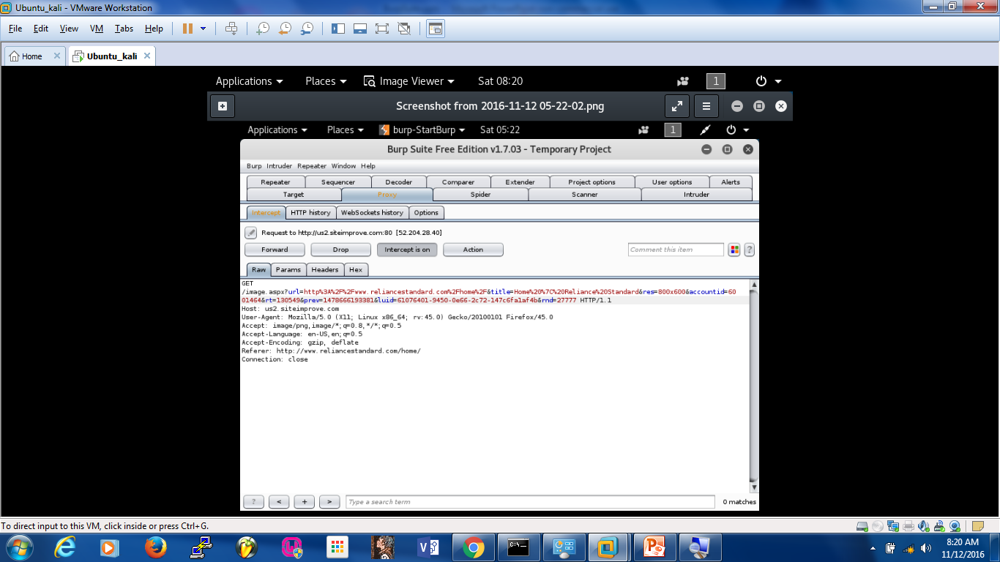 Ubuntu_kali - VMware Workstation
File Edit View VM Tabs Help
Home Ubuntu_kali
Applications Places Image Viewer Sat 08:20 1
Screenshot from 2016-11-12 05-22-02.png
Applications Places burp-StartBurp Sat 05:22 1
Burp Suite Free Edition v1.7.03 - Temporary Project
Burp Intruder Repeater Window Help
Repeater Sequencer Decoder Comparer Extender Project options User options Alerts
Target Proxy Spider Scanner Intruder
Intercept HTTP history WebSockets history Options
Request to http://us2.siteimprove.com:80 [52.204.28.40]
Forward Drop Intercept is on Action Comment this item ?
Raw Params Headers Hex
GET
/image.aspx?url=http%3A%2F%2Fwww.reliancestandard.com%2Fhome%2F&title=Home%20%7C%20Reliance%20Standard&res=800x600&accountid=60
01464&rt=130549&prev=1478666193381&luid=61076401-9450-0e66-2c72-147c6fa1af4b&rnd=27777 HTTP/1.1
Host: us2.siteimprove.com
User-Agent: Mozilla/5.0 (X11; Linux x86_64; rv:45.0) Gecko/20100101 Firefox/45.0
Accept: image/png,image/*;q=0.8,*/*;q=0.5
Accept-Language: en-US,en;q=0.5
Accept-Encoding: gzip, deflate
Referer: http://www.reliancestandard.com/home/
Connection: close
? < + > Type a search term 0 matches
To direct input to this VM, click inside or press Ctrl+G.
8:20 AM
11/12/2016